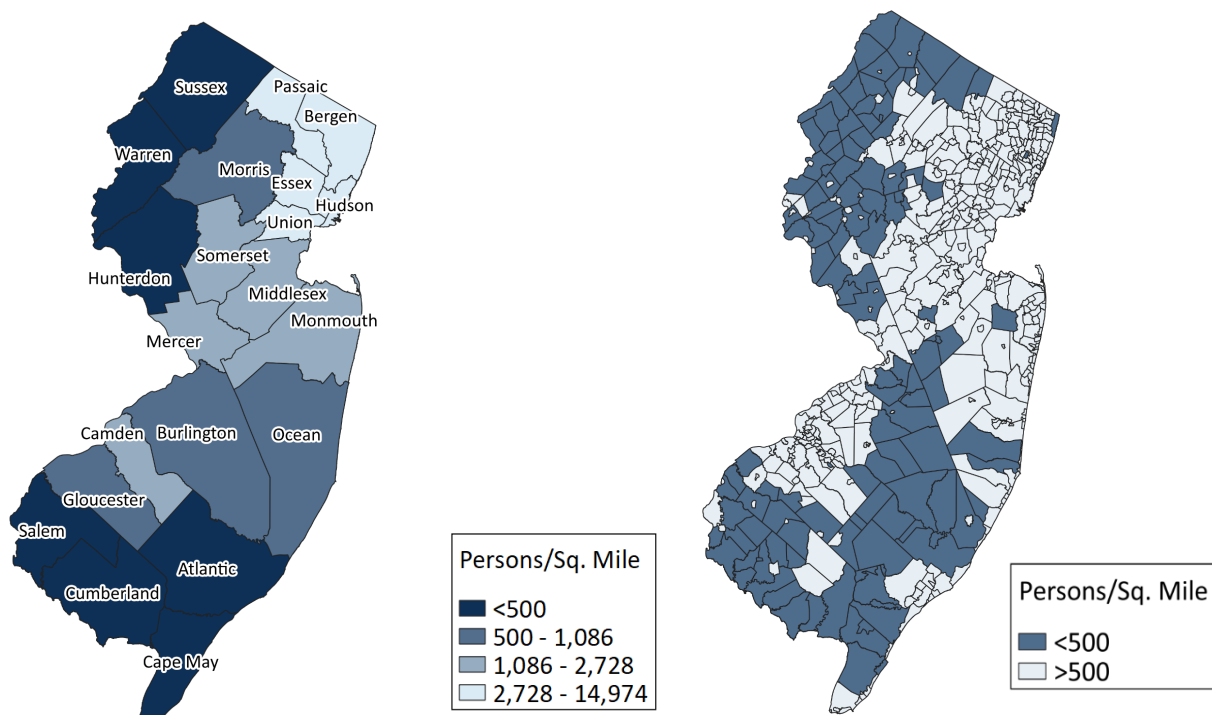 Sussex
Passaic
Bergen
Warren
Morris
Essex
Hudson
Union
Somerset
Hunterdon
Middlesex
Monmouth
Mercer
Camden
Burlington
Ocean
Gloucester
Salem
Atlantic
Cumberland
Cape May
Persons/Sq. Mile
<500
500 - 1,086
1,086 - 2,728
2,728 - 14,974
Persons/Sq. Mile
<500
>500